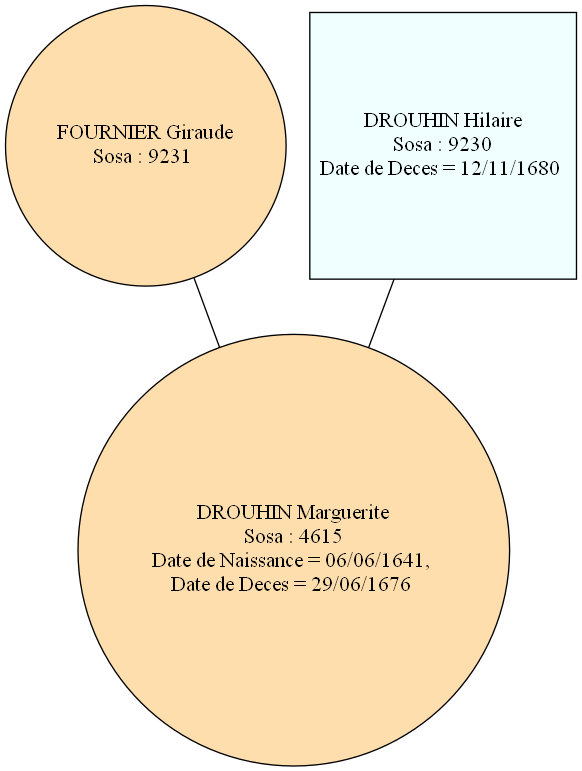 FOURNIER Giraude
Sosa : 9231
DROUHIN Hilaire
Sosa : 9230
Date de Deces = 12/11/1680
DROUHIN Marguerite
Sosa : 4615
Date de Naissance = 06/06/1641,
Date de Deces = 29/06/1676